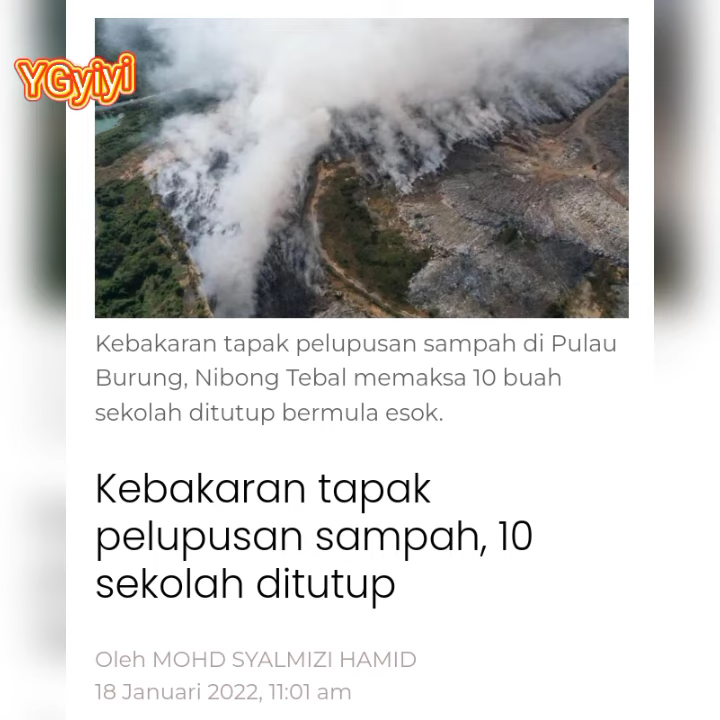 YGyiyi
Kebakaran tapak pelupusan sampah di Pulau
Burung, Nibong Tebal memaksa 10 buah
sekolah ditutup bermula esok.
Kebakaran tapak
pelupusan sampah, 10
sekolah ditutup
Oleh MOHD SYALMIZI HAMID
18 Januari 2022, 11:01 am